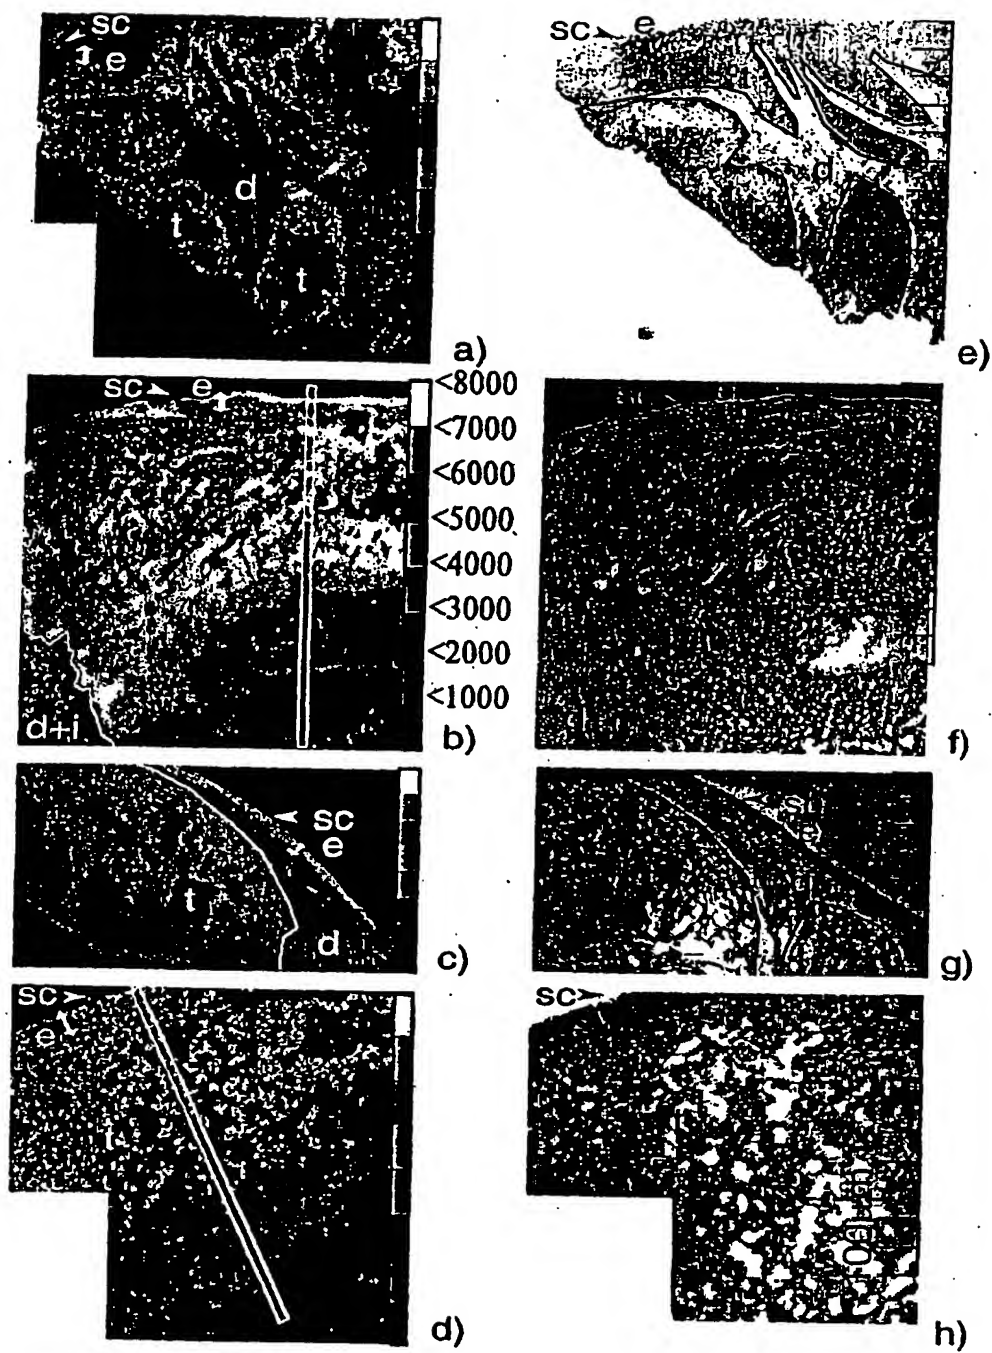 sc
e
d
t
t
a)
sc e
d
e)
sc e
<8000
<7000
<6000
<5000
<4000
<3000
<2000
<1000
d+i
b)
f)
sc
e
t
d
c)
g)
sc
e
t
d)
sc
h)